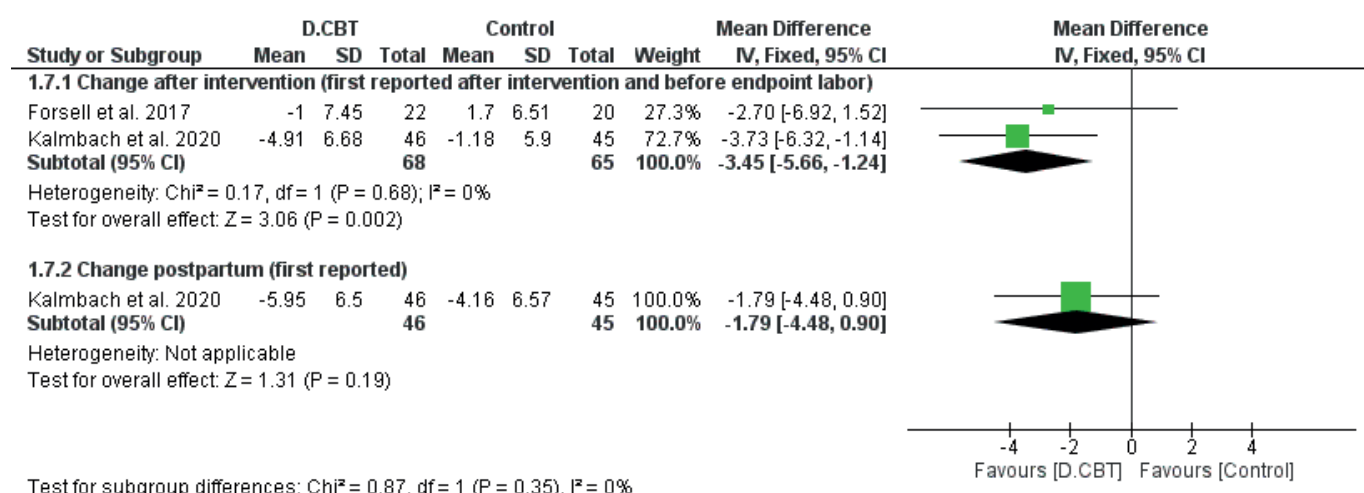 D.CBT Control Mean Difference Mean Difference
Study or Subgroup Mean SD Total Mean SD Total Weight IV, Fixed, 95% CI IV, Fixed, 95% CI
1.7.1 Change after intervention (first reported after intervention and before endpoint labor)
Forsell et al. 2017 -1 7.45 22 1.7 6.51 20 27.3% -2.70 [-6.92, 1.52]
Kalmbach et al. 2020 -4.91 6.68 46 -1.18 5.9 45 72.7% -3.73 [-6.32, -1.14]
Subtotal (95% CI) 68 65 100.0% -3.45 [-5.66, -1.24]
Heterogeneity: Chi² = 0.17, df = 1 (P = 0.68); I² = 0%
Test for overall effect: Z = 3.06 (P = 0.002)
1.7.2 Change postpartum (first reported)
Kalmbach et al. 2020 -5.95 6.5 46 -4.16 6.57 45 100.0% -1.79 [-4.48, 0.90]
Subtotal (95% CI) 46 45 100.0% -1.79 [-4.48, 0.90]
Heterogeneity: Not applicable
Test for overall effect: Z = 1.31 (P = 0.19)
-4 -2 0 2 4
Favours [D.CBT] Favours [Control]
Test for subgroup differences: Chi² = 0.87, df = 1 (P = 0.35), I² = 0%